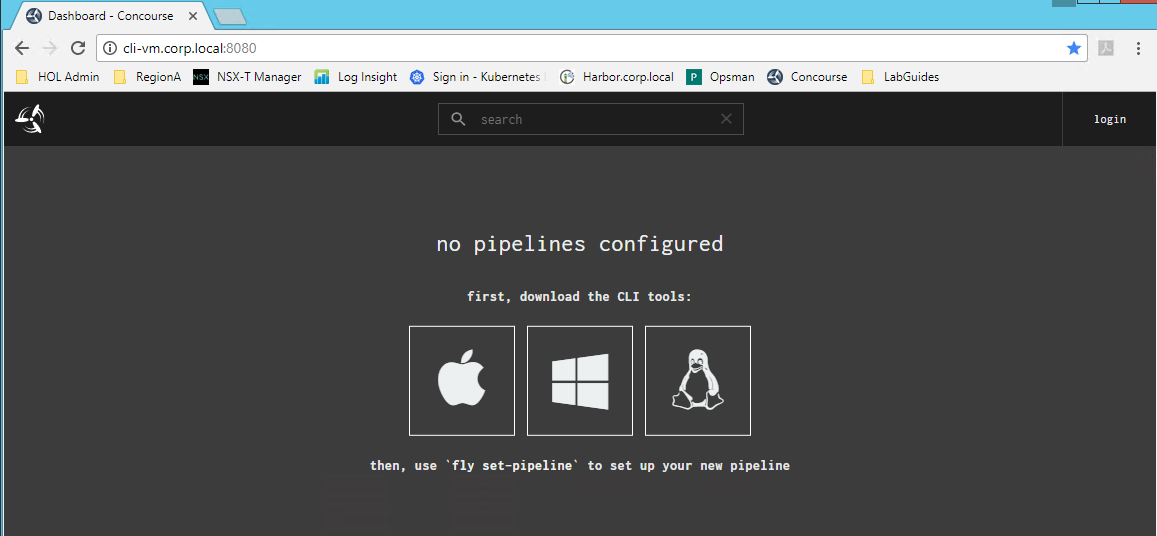 Dashboard - Concourse
cli-vm.corp.local:8080
HOL Admin RegionA NSX NSX-T Manager Log Insight Sign in - Kubernetes Harbor.corp.local P Opsman Concourse LabGuides
search login
no pipelines configured
first, download the CLI tools:
then, use `fly set-pipeline` to set up your new pipeline